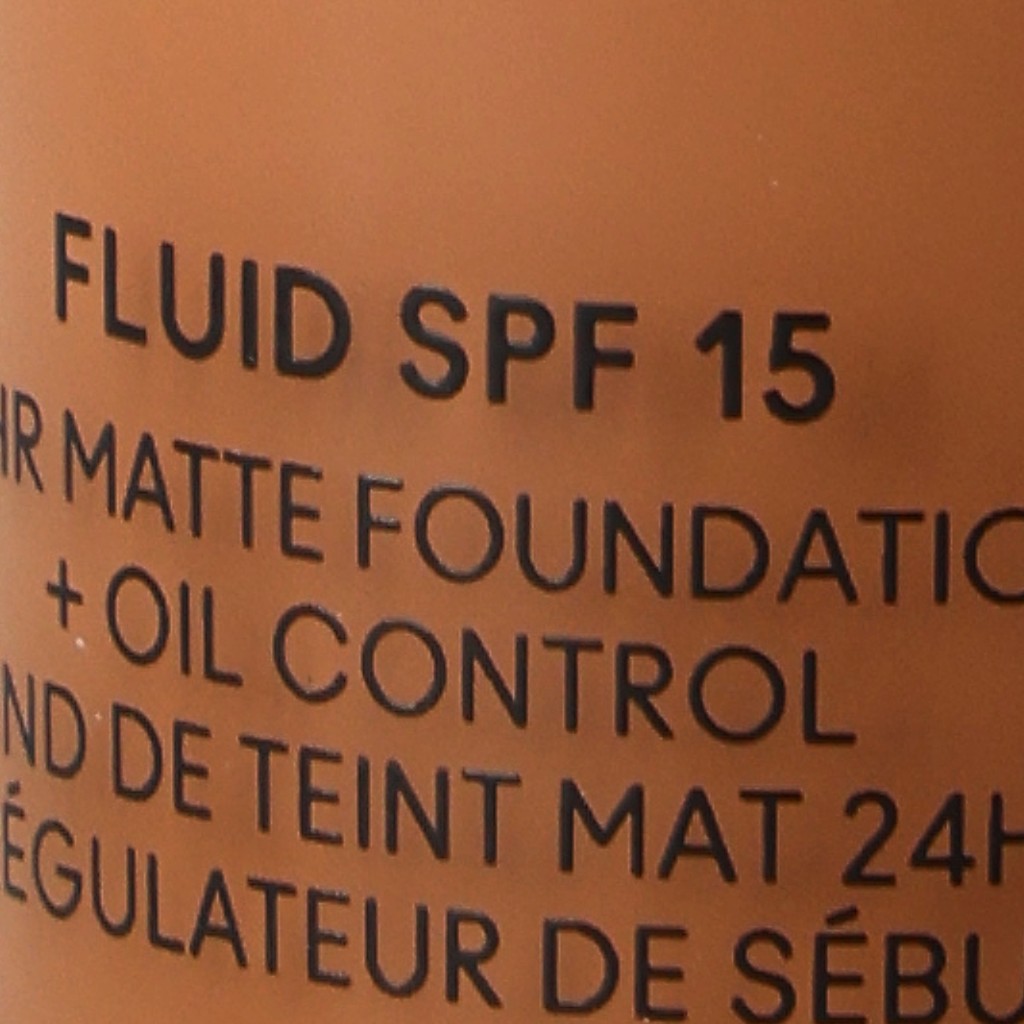 FLUID SPF 15
HR MATTE FOUNDATIO
+ OIL CONTROL
ND DE TEINT MAT 24H
ÉGULATEUR DE SÉBU